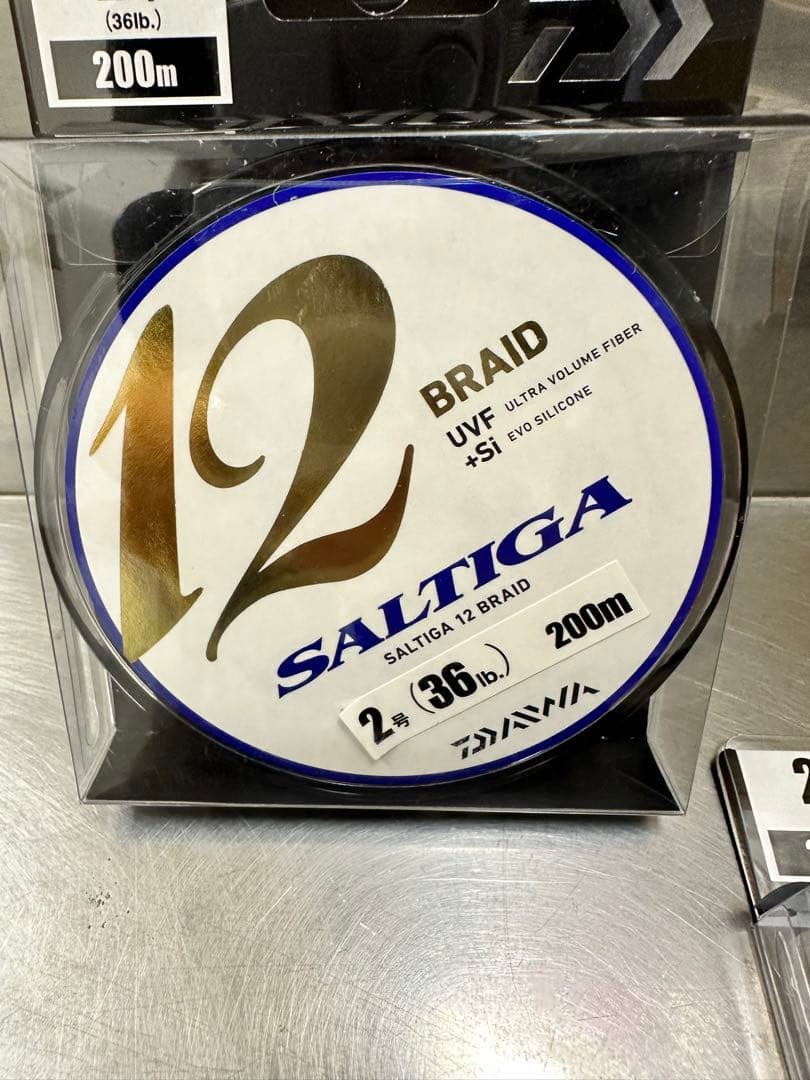 (36lb.)
200m
12
BRAID
UVF ULTRA VOLUME FIBER
+Si EVO SILICONE
SALTIGA
SALTIGA 12 BRAID
2号(36lb.) 200m
DAIWA
2